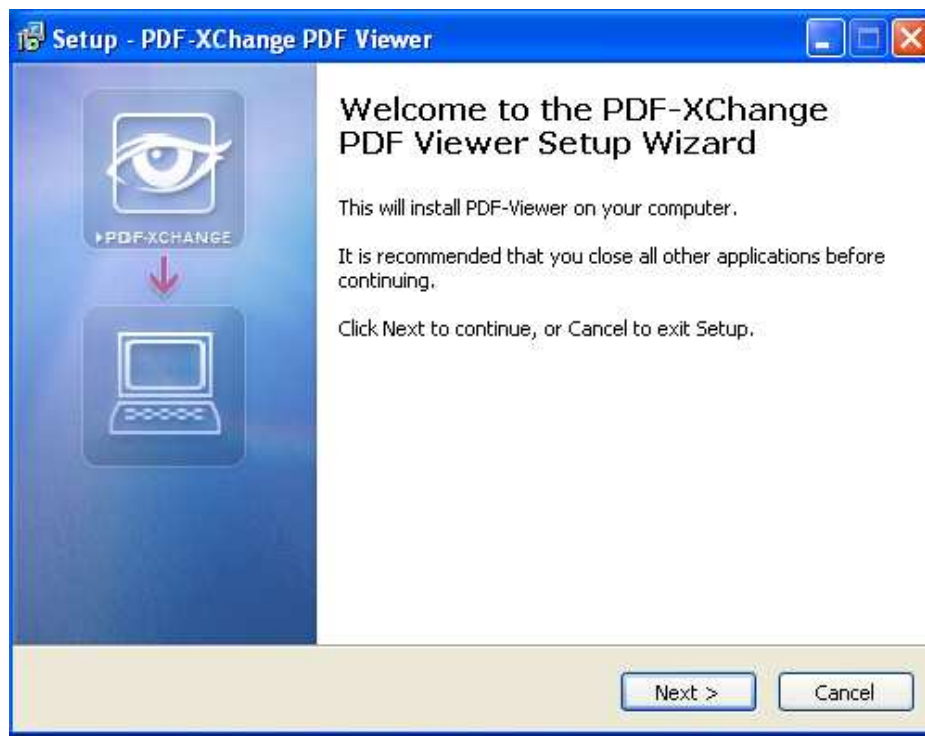 Setup - PDF-XChange PDF Viewer
Welcome to the PDF-XChange
PDF Viewer Setup Wizard
This will install PDF-Viewer on your computer.
It is recommended that you close all other applications before
continuing.
Click Next to continue, or Cancel to exit Setup.
PDF-XCHANGE
Next >
Cancel